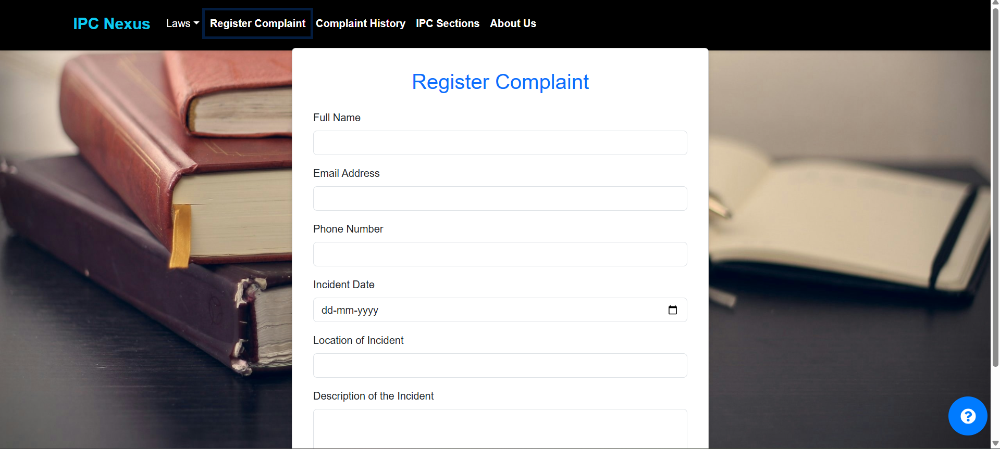 IPC Nexus Laws Register Complaint Complaint History IPC Sections About Us
Register Complaint
Full Name
Email Address
Phone Number
Incident Date
dd-mm-yyyy
Location of Incident
Description of the Incident
?